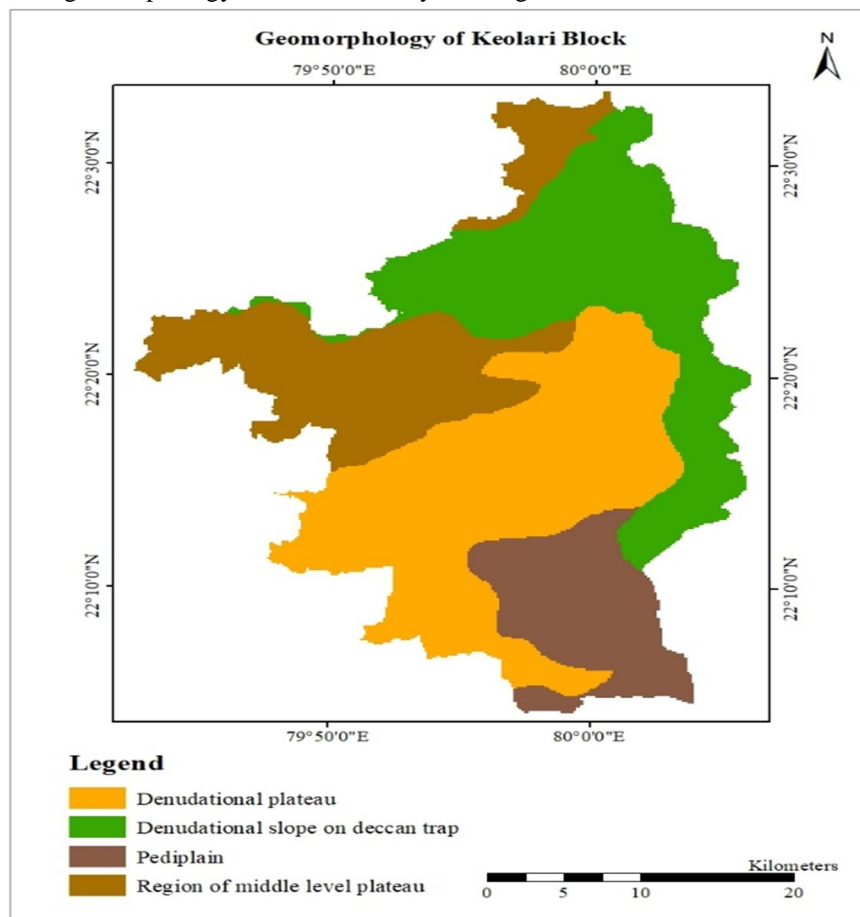 Geomorphology of Keolari Block
N
79°50'0"E 80°0'0"E
22°30'0"N 22°30'0"N
22°20'0"N 22°20'0"N
22°10'0"N 22°10'0"N
79°50'0"E 80°0'0"E
Legend
Denudational plateau
Denudational slope on deccan trap
Pediplain
Region of middle level plateau
Kilometers
0 5 10 20